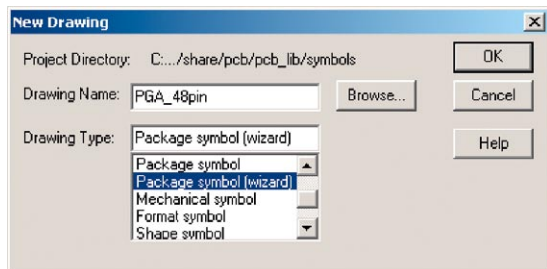 New Drawing
Project Directory: C:.../share/pcb/pcb_lib/symbols
OK
Drawing Name: PGA_48pin
Browse...
Cancel
Drawing Type: Package symbol (wizard)
Help
Package symbol
Package symbol (wizard)
Mechanical symbol
Format symbol
Shape symbol